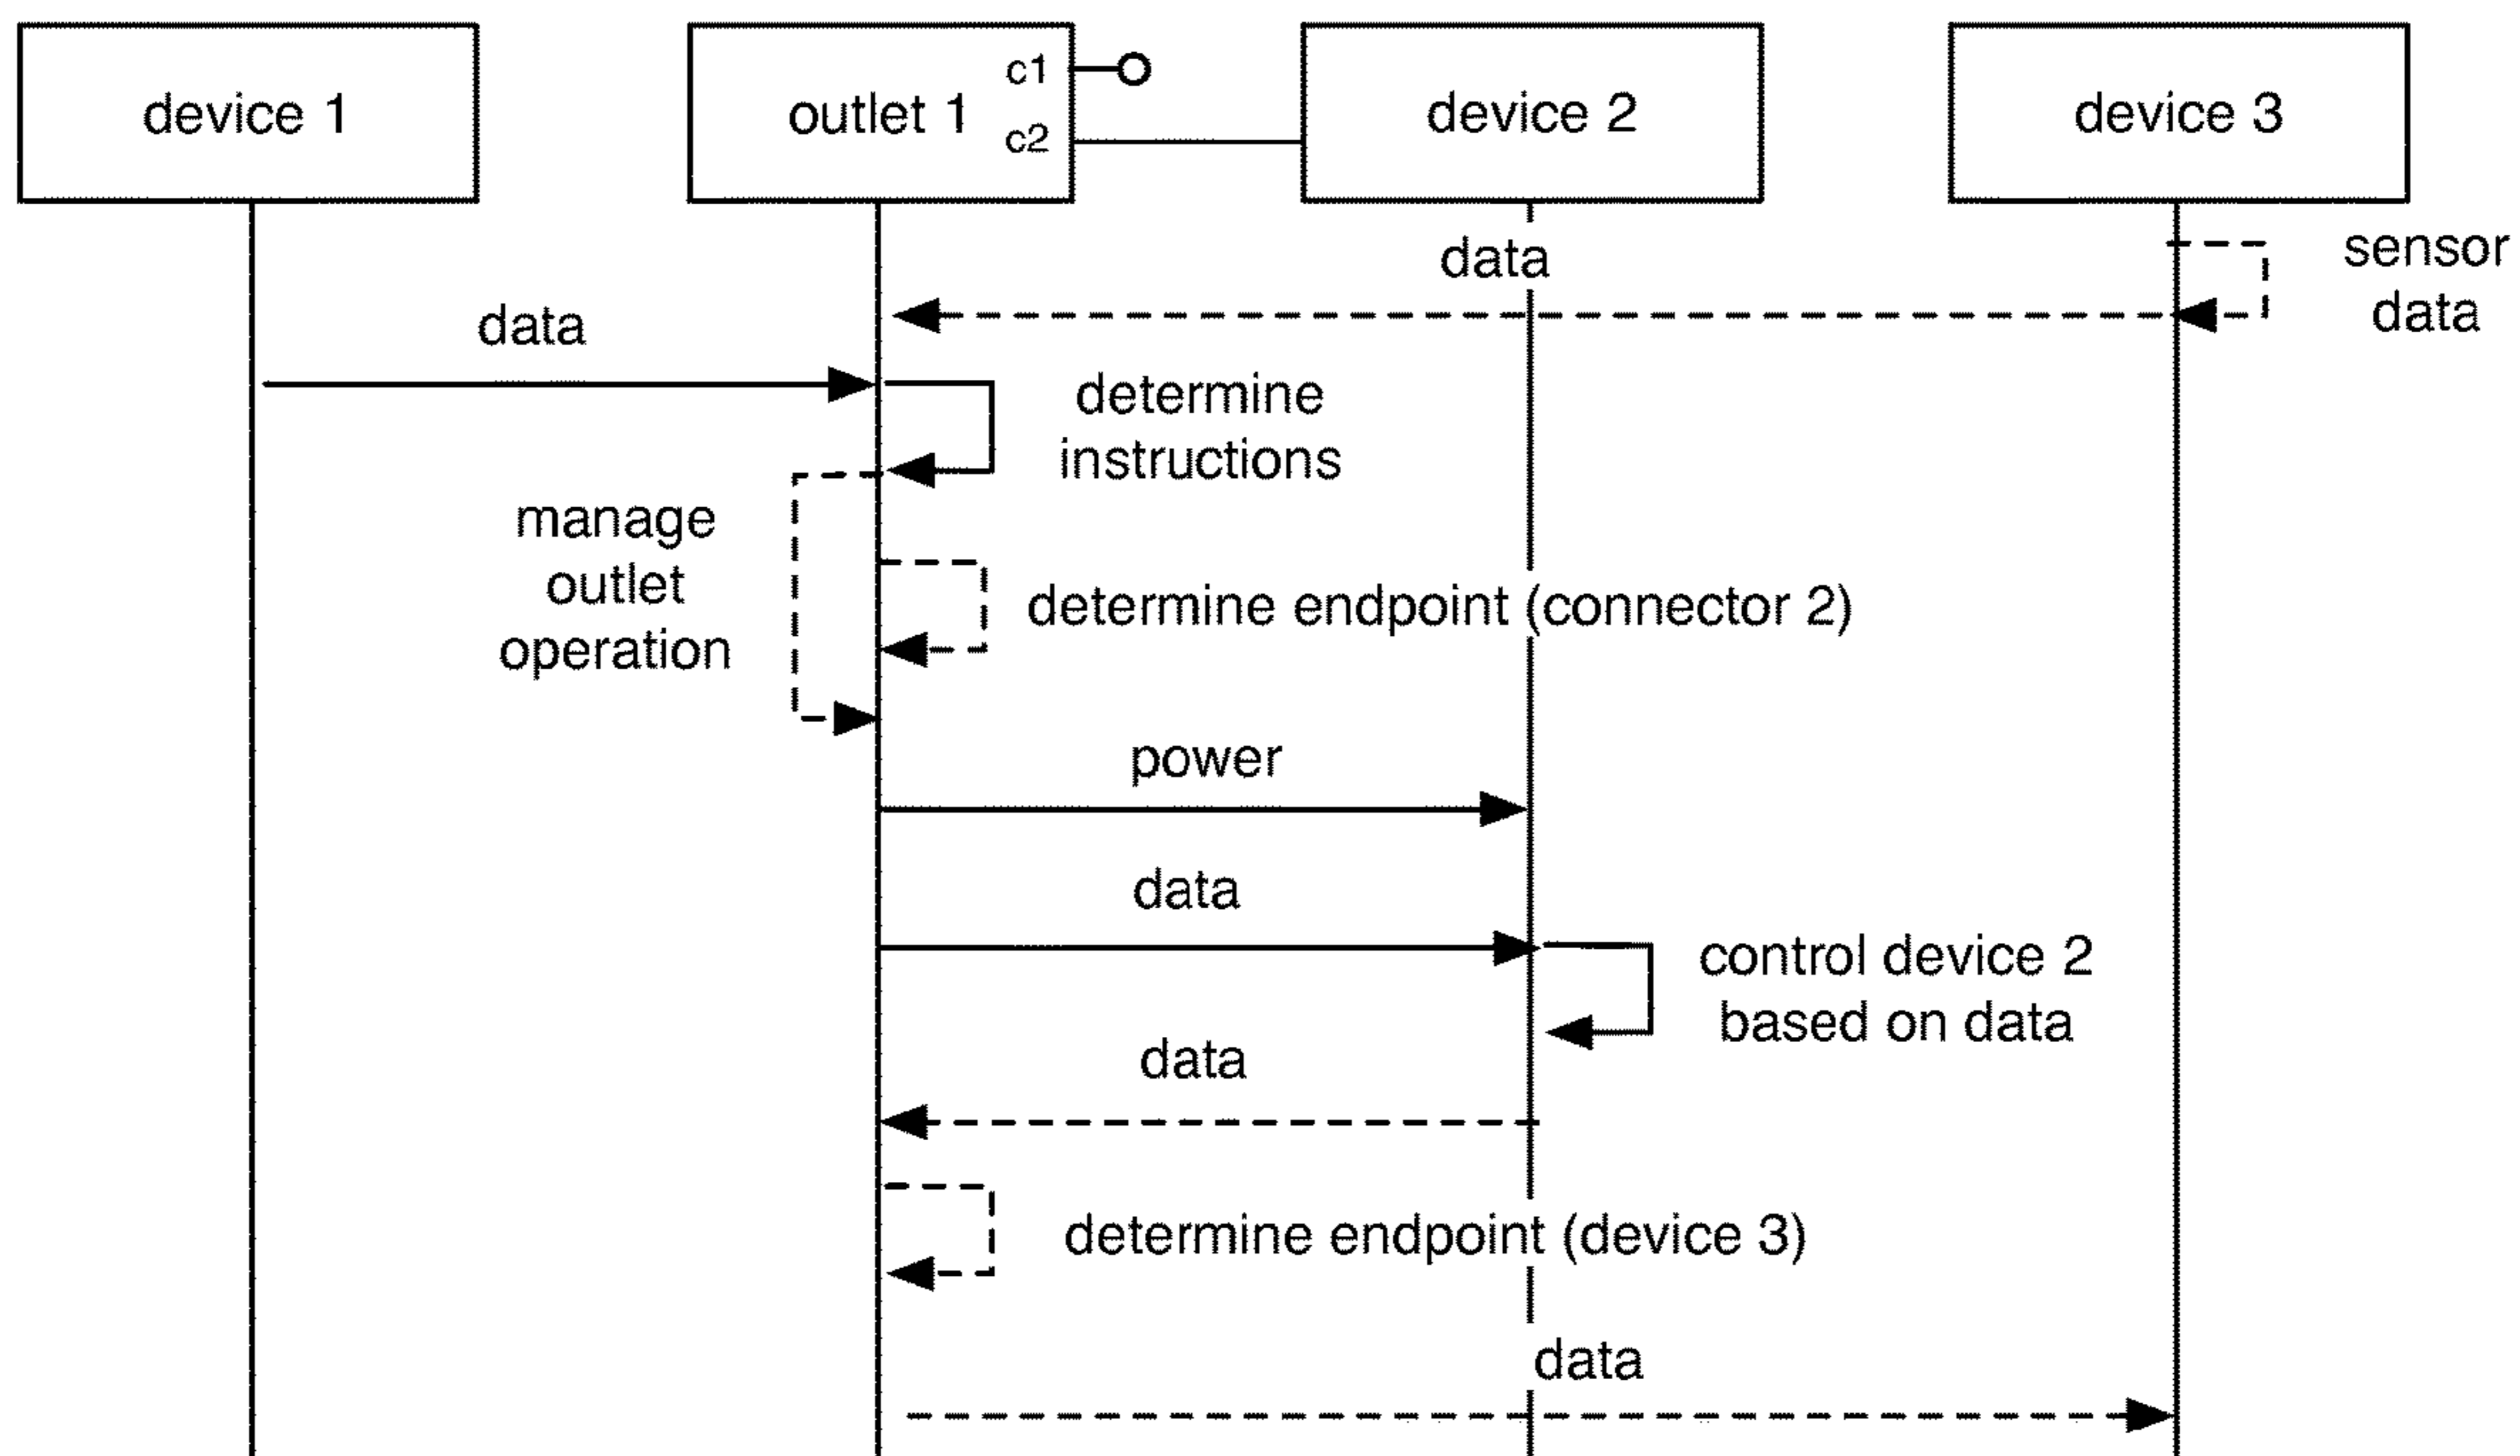 device 1
outlet 1
c1
c2
device 2
device 3
data
sensor
data
data
determine
instructions
manage
outlet
operation
determine endpoint (connector 2)
power
data
control device 2
based on data
data
determine endpoint (device 3)
data